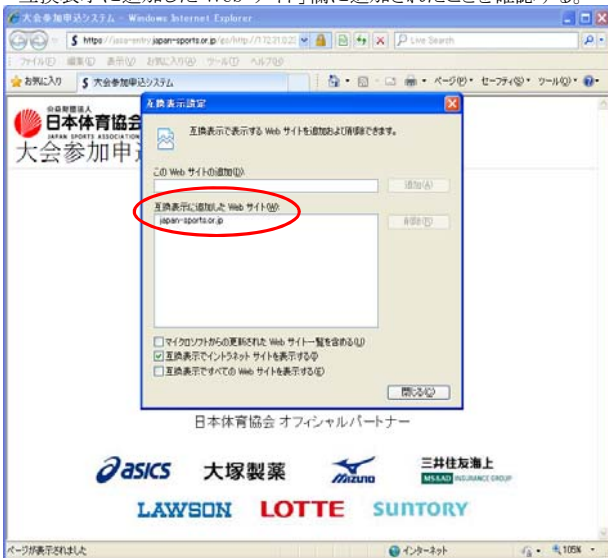 互換表示に追加した Web サイト」欄に追加されたことを確認する。
大会参加申込システム - Windows Internet Explorer
japan-sports.or.jp
Live Search
ファイル(F) 編集(E) 表示(V) お気に入り(A) ツール(T) ヘルプ(H)
お気に入り
大会参加申込システム
ページ(P)
セーフティ(S)
ツール(O)
公益財団法人
日本体育協会
JAPAN SPORTS ASSOCIATION
大会参加申込
互換表示設定
互換表示で表示する Web サイトを追加および削除できます。
この Web サイトの追加(D):
追加(A)
互換表示に追加した Web サイト(W):
japan-sports.or.jp
削除(R)
マイクロソフトからの更新された Web サイト一覧を含める(U)
互換表示でイントラネット サイトを表示する(I)
互換表示ですべての Web サイトを表示する(E)
閉じる(C)
日本体育協会 オフィシャルパートナー
asics
大塚製薬
MIZUNO
三井住友海上
MS&AD INSURANCE GROUP
LAWSON
LOTTE
SUNTORY
ページが表示されました
インターネット
105%